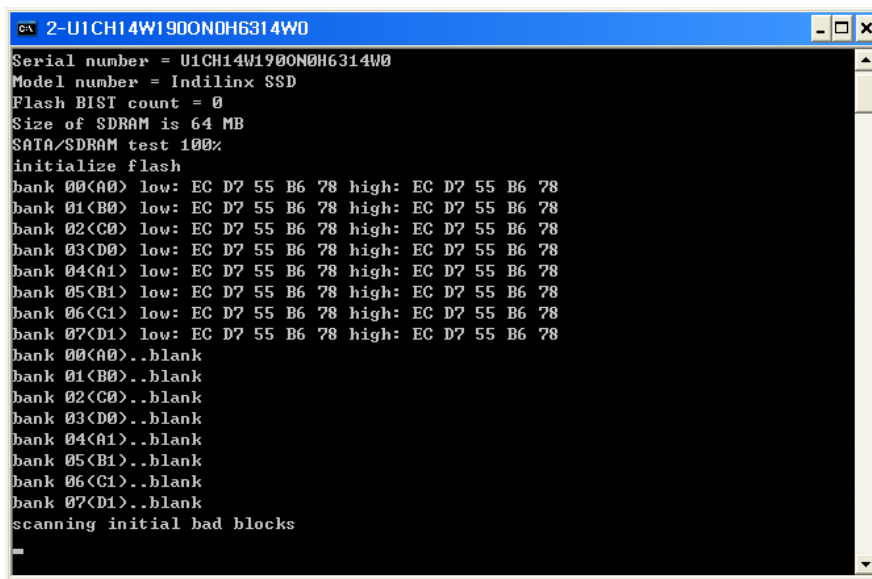 2-U1CH14W190ON0H6314W0
Serial number = U1CH14W190ON0H6314W0
Model number = Indilinx SSD
Flash BIST count = 0
Size of SDRAM is 64 MB
SATA/SDRAM test 100%
initialize flash
bank 00(A0) low: EC D7 55 B6 78 high: EC D7 55 B6 78
bank 01(B0) low: EC D7 55 B6 78 high: EC D7 55 B6 78
bank 02(C0) low: EC D7 55 B6 78 high: EC D7 55 B6 78
bank 03(D0) low: EC D7 55 B6 78 high: EC D7 55 B6 78
bank 04(A1) low: EC D7 55 B6 78 high: EC D7 55 B6 78
bank 05(B1) low: EC D7 55 B6 78 high: EC D7 55 B6 78
bank 06(C1) low: EC D7 55 B6 78 high: EC D7 55 B6 78
bank 07(D1) low: EC D7 55 B6 78 high: EC D7 55 B6 78
bank 00(A0)..blank
bank 01(B0)..blank
bank 02(C0)..blank
bank 03(D0)..blank
bank 04(A1)..blank
bank 05(B1)..blank
bank 06(C1)..blank
bank 07(D1)..blank
scanning initial bad blocks